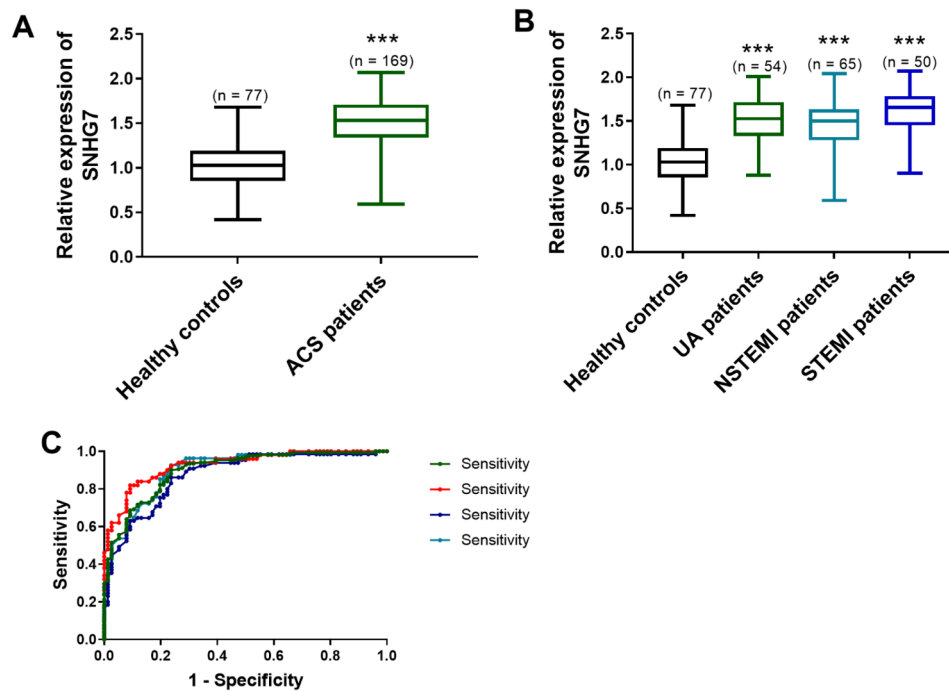 A
Relative expression of
SNHG7
2.5
2.0
1.5
1.0
0.5
0.0
(n = 77)
***
(n = 169)
Healthy controls
ACS patients
B
Relative expression of
SNHG7
2.5
2.0
1.5
1.0
0.5
0.0
(n = 77)
***
(n = 54)
***
(n = 65)
***
(n = 50)
Healthy controls
UA patients
NSTEMI patients
STEMI patients
C
Sensitivity
1.0
0.8
0.6
0.4
0.2
0.0
0.0 0.2 0.4 0.6 0.8 1.0
1 - Specificity
Sensitivity
Sensitivity
Sensitivity
Sensitivity